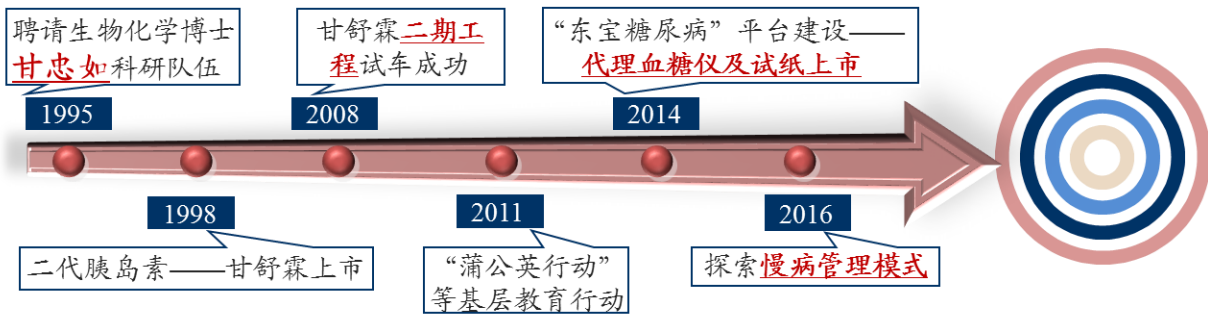 聘请生物化学博士
甘忠如科研队伍
1995
1998
二代胰岛素——甘舒霖上市
甘舒霖二期工
程试车成功
2008
2011
“蒲公英行动”
等基层教育行动
“东宝糖尿病”平台建设——
代理血糖仪及试纸上市
2014
2016
探索慢病管理模式